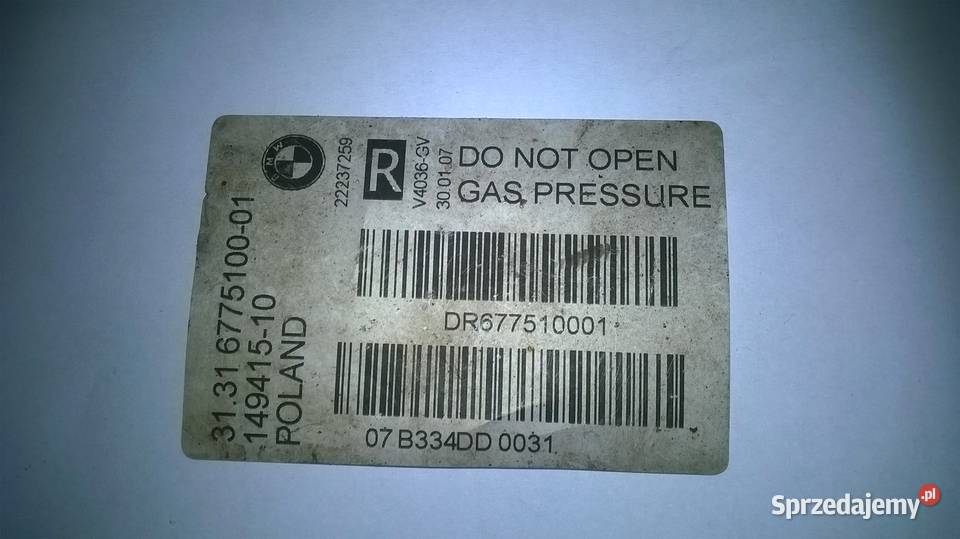 BMW
22237259
R
V4036-GV
30.01.07
DO NOT OPEN
GAS PRESSURE
31.31 6775100-01
149415-10
POLAND
DR677510001
07 B334DD 0031
Sprzedajemy.pl